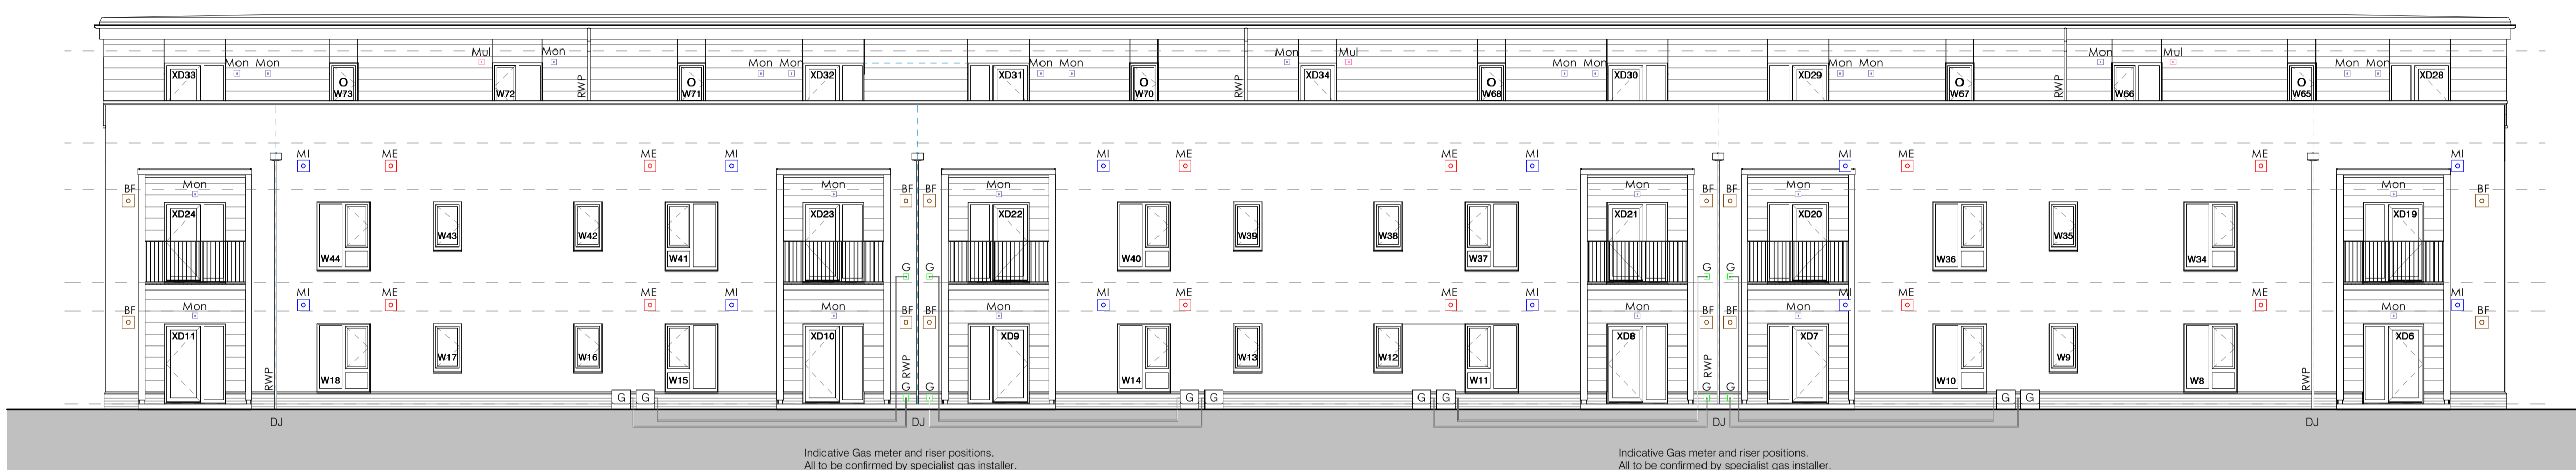 Mul Mon Mon Mul Mon Mul
Mon Mon Mon Mon Mon Mon Mon Mon Mon Mon Mon Mon
XD33 O O XD32 XD31 O XD34 O XD30 XD29 O O XD28
W73 W72 RWP W71 W70 RWP W68 W67 RWP W66 W65
MI ME ME MI MI ME ME MI MI ME ME MI
Mon Mon Mon Mon Mon Mon
BF BF BF BF BF BF
XD24 XD23 XD22 XD21 XD20 XD19
W43 W42 W39 W38 W35
W44 W41 W40 W37 W36 W34
G G G G
MI ME ME MI MI ME ME MI MI ME ME MI
Mon Mon Mon Mon Mon Mon
BF BF BF BF BF BF
XD11 XD10 XD9 XD8 XD7 XD6
W17 W16 W13 W12 W9
RWP W18 W15 RWP W14 W11 RWP W10 W8 RWP
G G G G
G G G G G G G G
DJ DJ DJ DJ
Indicative Gas meter and riser positions. Indicative Gas meter and riser positions.
All to be confirmed by specialist gas installer. All to be confirmed by specialist gas installer.